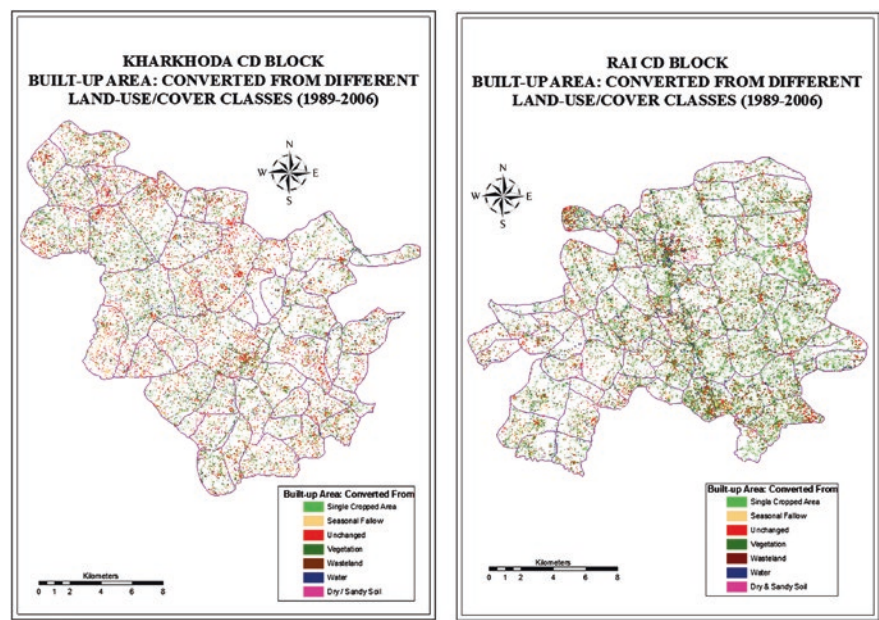 KHARKHODA CD BLOCK
BUILT-UP AREA: CONVERTED FROM DIFFERENT
LAND-USE/COVER CLASSES (1989-2006)
N
W E
S
Built-up Area: Converted From
Single Cropped Area
Seasonal Fallow
Unchanged
Vegetation
Wasteland
Water
Dry / Sandy Soil
Kilometers
0 1 2 4 6 8
RAI CD BLOCK
BUILT-UP AREA: CONVERTED FROM DIFFERENT
LAND-USE/COVER CLASSES (1989-2006)
N
W E
S
Built-up Area: Converted From
Single Cropped Area
Seasonal Fallow
Unchanged
Vegetation
Wasteland
Water
Dry & Sandy Soil
Kilometers
0 1 2 4 6 8